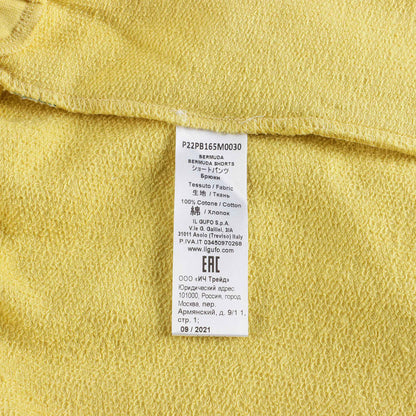 P22PB165M0030
BERMUDA
BERMUDA SHORTS
ショートパンツ
Брюки
Tessuto / Fabric
生地 / Ткань
100% Cotone / Cotton
綿 / Хлопок
IL GUFO S.p.A.
V.le G. Galilei, 3\A
31011 Asolo (Treviso) Italy
P.IVA.IT 03450970268
www.ilgufo.com
EAC
ООО «ИЧ Трейд»
Юридический адрес
101000, Россия, город
Москва, пер.
Армянский, д. 9/1 1,
стр. 1;
09 / 2021